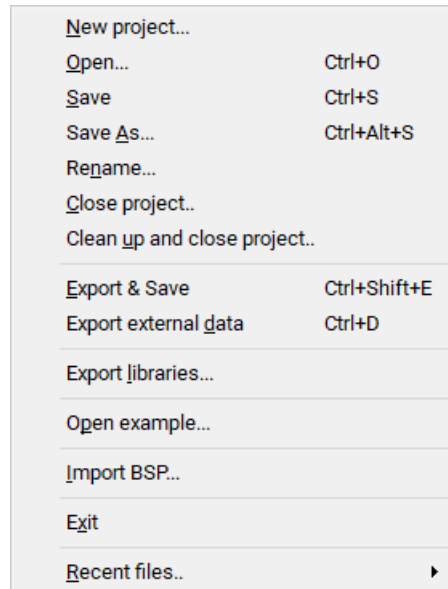 New project...
Open... Ctrl+O
Save Ctrl+S
Save As... Ctrl+Alt+S
Rename...
Close project..
Clean up and close project..
Export & Save Ctrl+Shift+E
Export external data Ctrl+D
Export libraries...
Open example...
Import BSP...
Exit
Recent files..